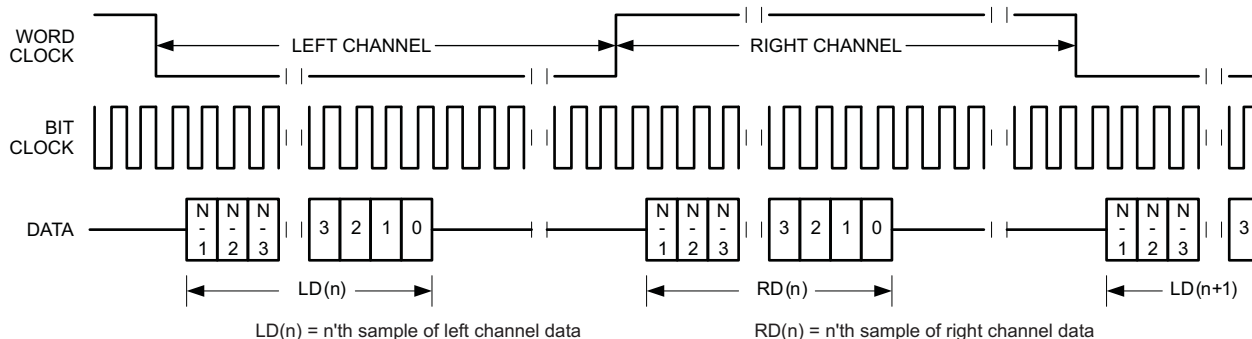 WORD
CLOCK
LEFT CHANNEL
RIGHT CHANNEL
BIT
CLOCK
DATA
N-1 N-2 N-3 3 2 1 0 N-1 N-2 N-3 3 2 1 0 N-1 N-2 N-3 3
LD(n) RD(n) LD(n+1)
LD(n) = n'th sample of left channel data
RD(n) = n'th sample of right channel data